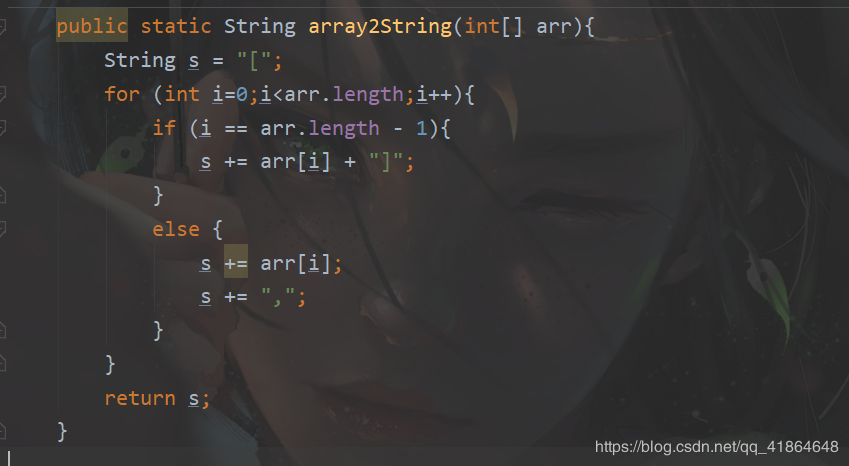 public static String array2String(int[] arr){
String s = "[";
for (int i=0;i<arr.length;i++){
if (i == arr.length - 1){
s += arr[i] + "]";
}
else {
s += arr[i];
s += ",";
}
}
return s;
}
https://blog.csdn.net/qq_41864648